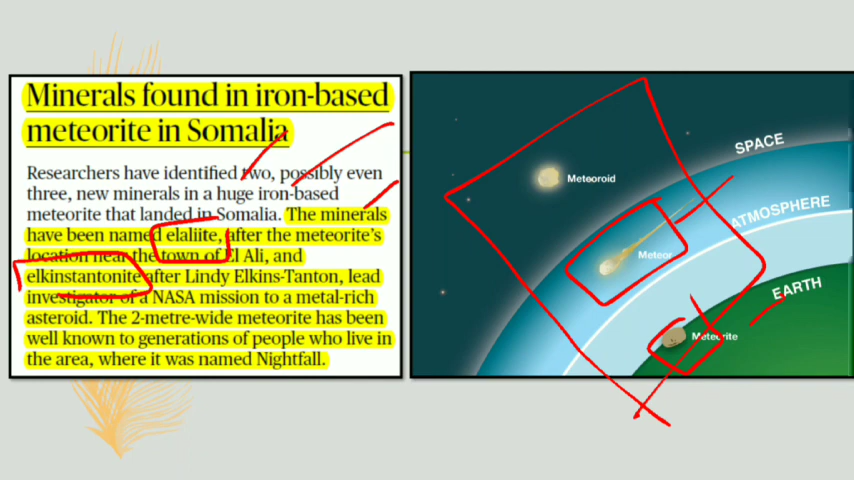 Minerals found in iron-based
meteorite in Somalia
Researchers have identified two, possibly even
three, new minerals in a huge iron-based
meteorite that landed in Somalia. The minerals
have been named elaliite, after the meteorite's
location near the town of El Ali, and
elkinstantonite after Lindy Elkins-Tanton, lead
investigator of a NASA mission to a metal-rich
asteroid. The 2-metre-wide meteorite has been
well known to generations of people who live in
the area, where it was named Nightfall.
SPACE
Meteoroid
ATMOSPHERE
Meteor
EARTH
Meteorite